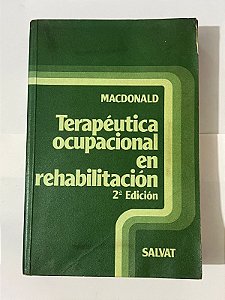 MACDONALD
Terapéutica
ocupacional
en
rehabilitación
2ª Edición
SALVAT